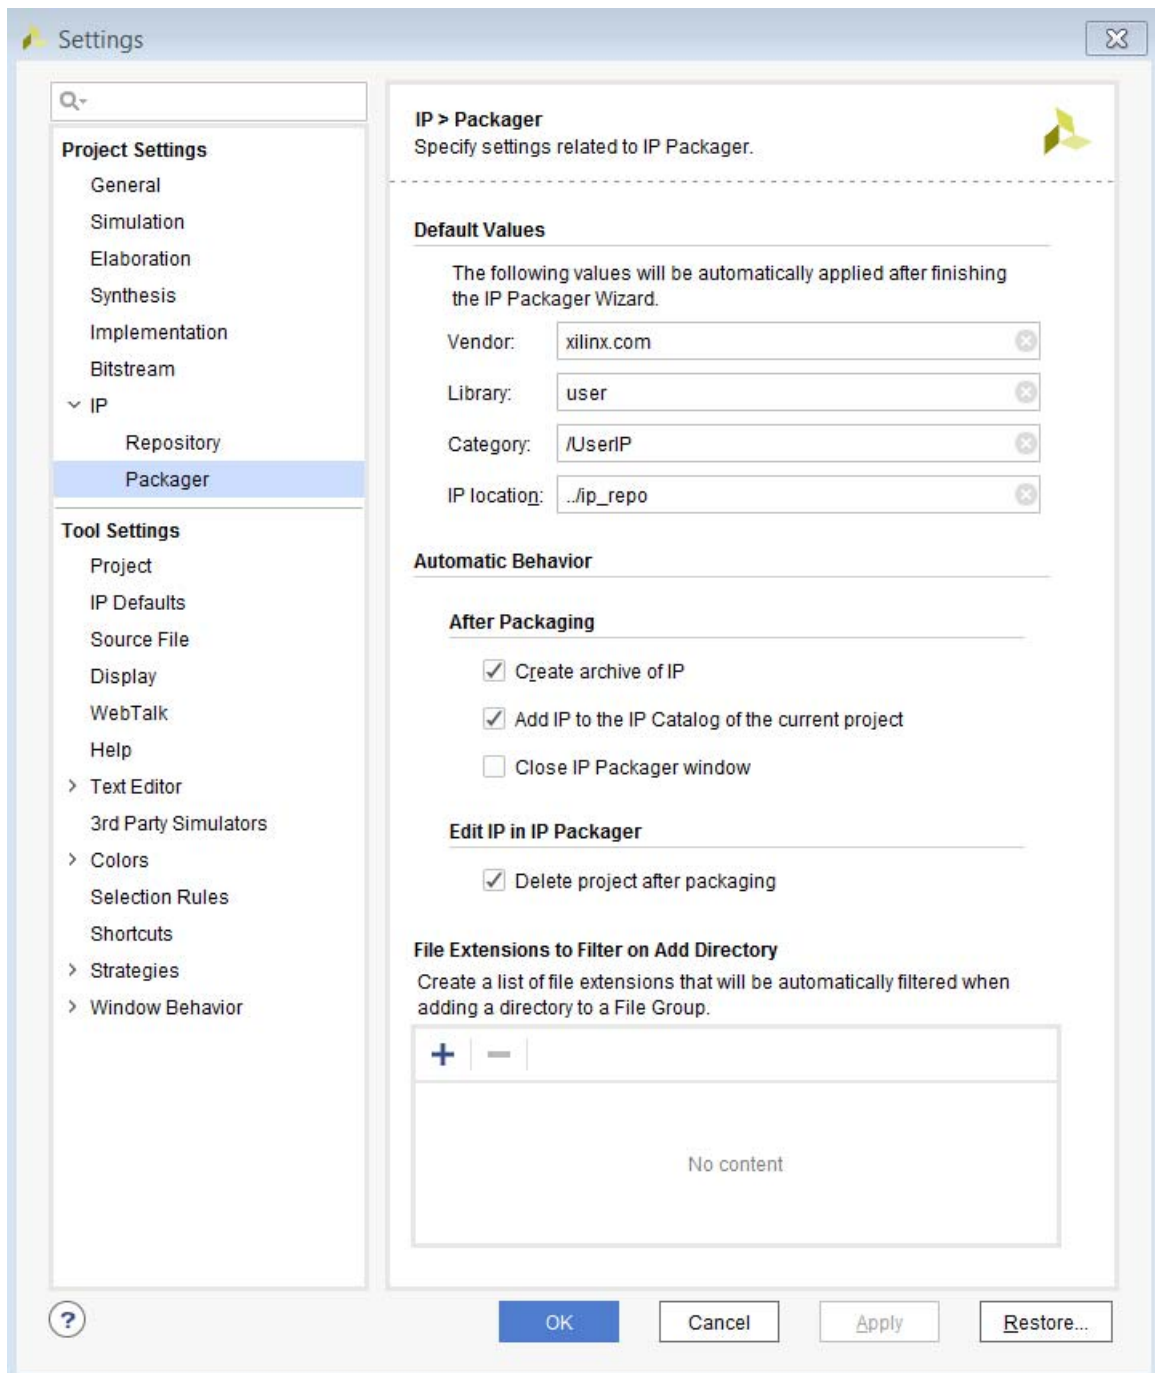 Settings
Project Settings
General
Simulation
Elaboration
Synthesis
Implementation
Bitstream
IP
Repository
Packager
Tool Settings
Project
IP Defaults
Source File
Display
WebTalk
Help
Text Editor
3rd Party Simulators
Colors
Selection Rules
Shortcuts
Strategies
Window Behavior
IP > Packager
Specify settings related to IP Packager.
Default Values
The following values will be automatically applied after finishing
the IP Packager Wizard.
Vendor: xilinx.com
Library: user
Category: /UserIP
IP location: ../ip_repo
Automatic Behavior
After Packaging
Create archive of IP
Add IP to the IP Catalog of the current project
Close IP Packager window
Edit IP in IP Packager
Delete project after packaging
File Extensions to Filter on Add Directory
Create a list of file extensions that will be automatically filtered when
adding a directory to a File Group.
No content
? OK Cancel Apply Restore...